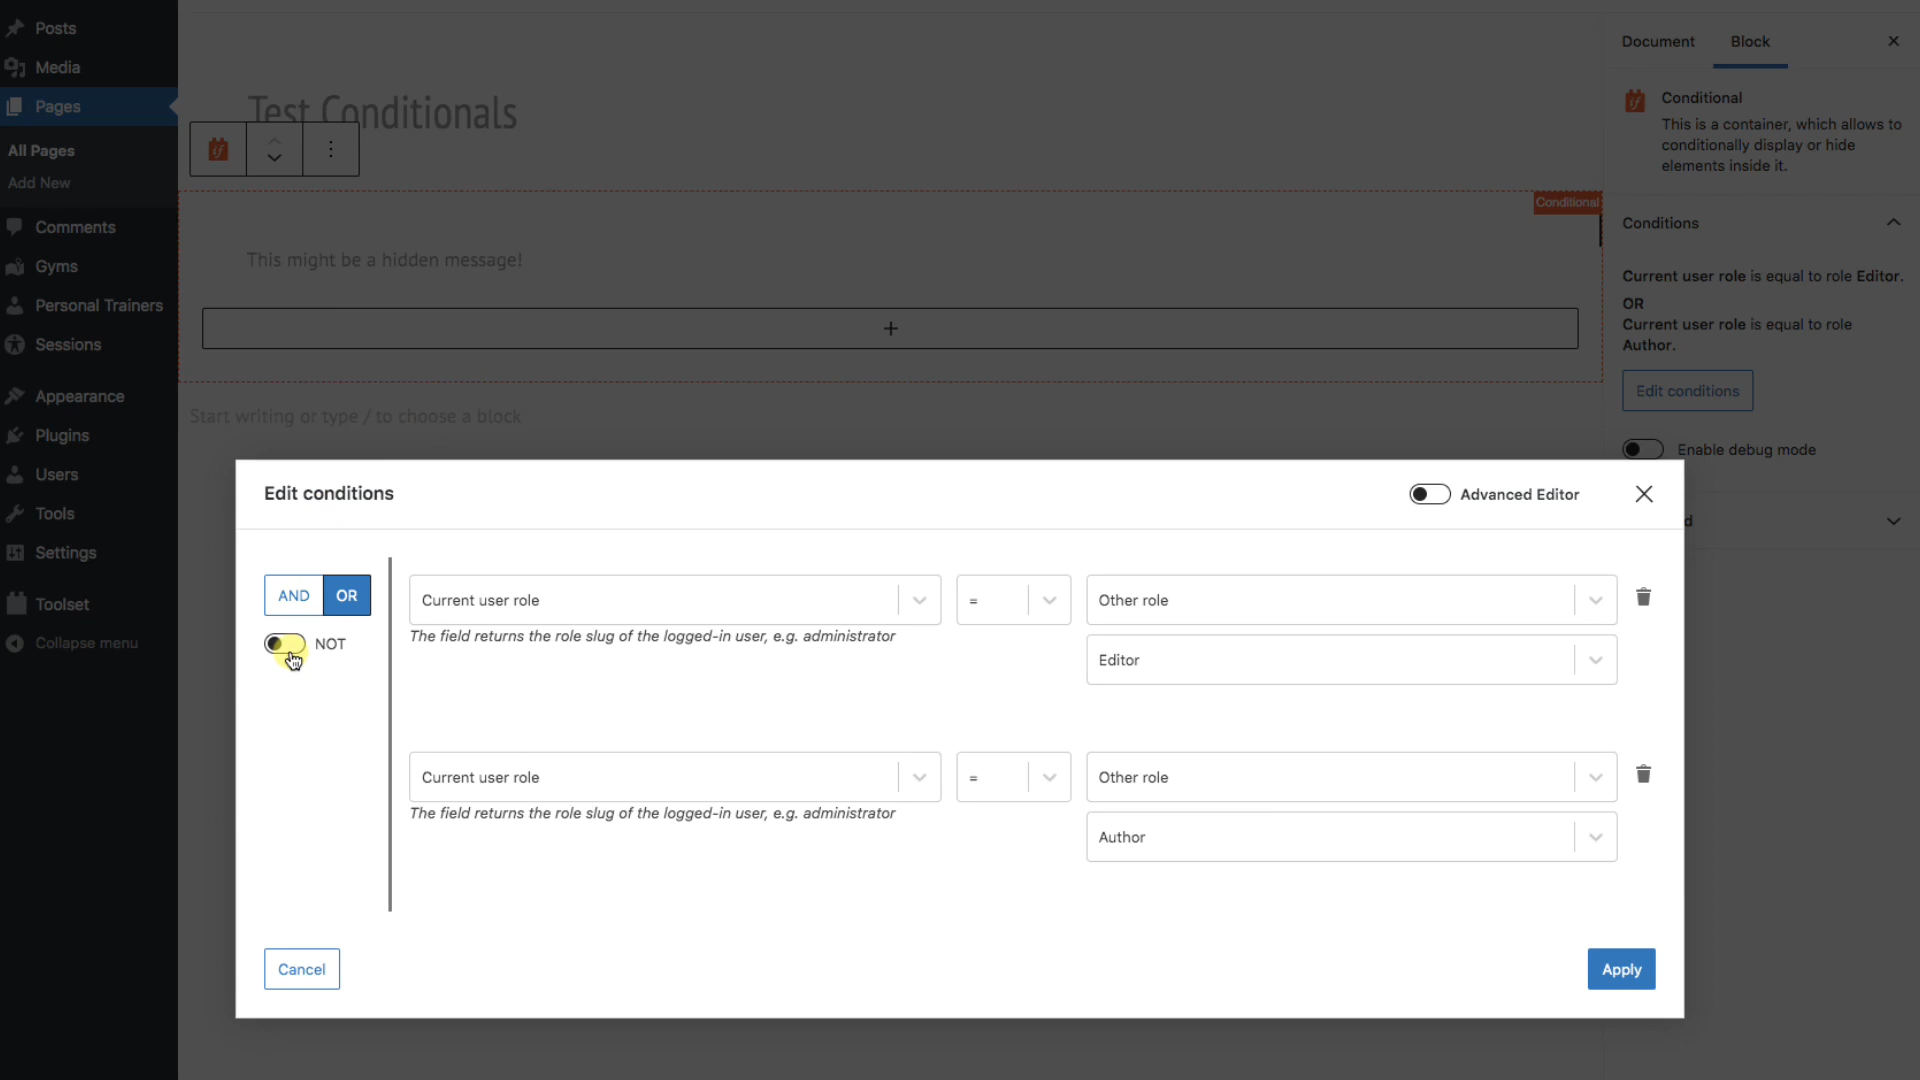 Posts
Media
Pages
All Pages
Add New
Comments
Gyms
Personal Trainers
Sessions
Appearance
Plugins
Users
Tools
Settings
Toolset
Collapse menu
Test Conditionals
if
Conditional
This might be a hidden message!
+
Start writing or type / to choose a block
Document Block
if Conditional
This is a container, which allows to
conditionally display or hide
elements inside it.
Conditions
Current user role is equal to role Editor.
OR
Current user role is equal to role
Author.
Edit conditions
Enable debug mode
d
Edit conditions
Advanced Editor
AND OR
NOT
Current user role = Other role
The field returns the role slug of the logged-in user, e.g. administrator
Editor
Current user role = Other role
The field returns the role slug of the logged-in user, e.g. administrator
Author
Cancel
Apply